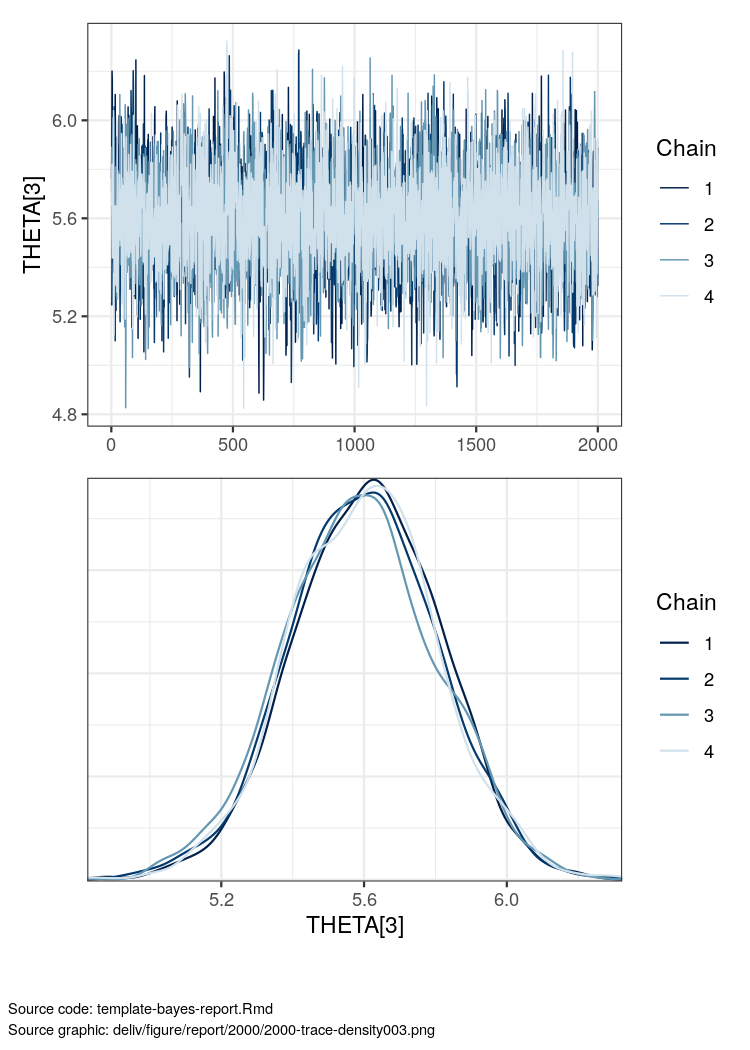 THETA[3]
6.0
5.6
5.2
4.8
0 500 1000 1500 2000
Chain
1
2
3
4
5.2 5.6 6.0
THETA[3]
Chain
1
2
3
4
Source code: template-bayes-report.Rmd
Source graphic: deliv/figure/report/2000/2000-trace-density003.png